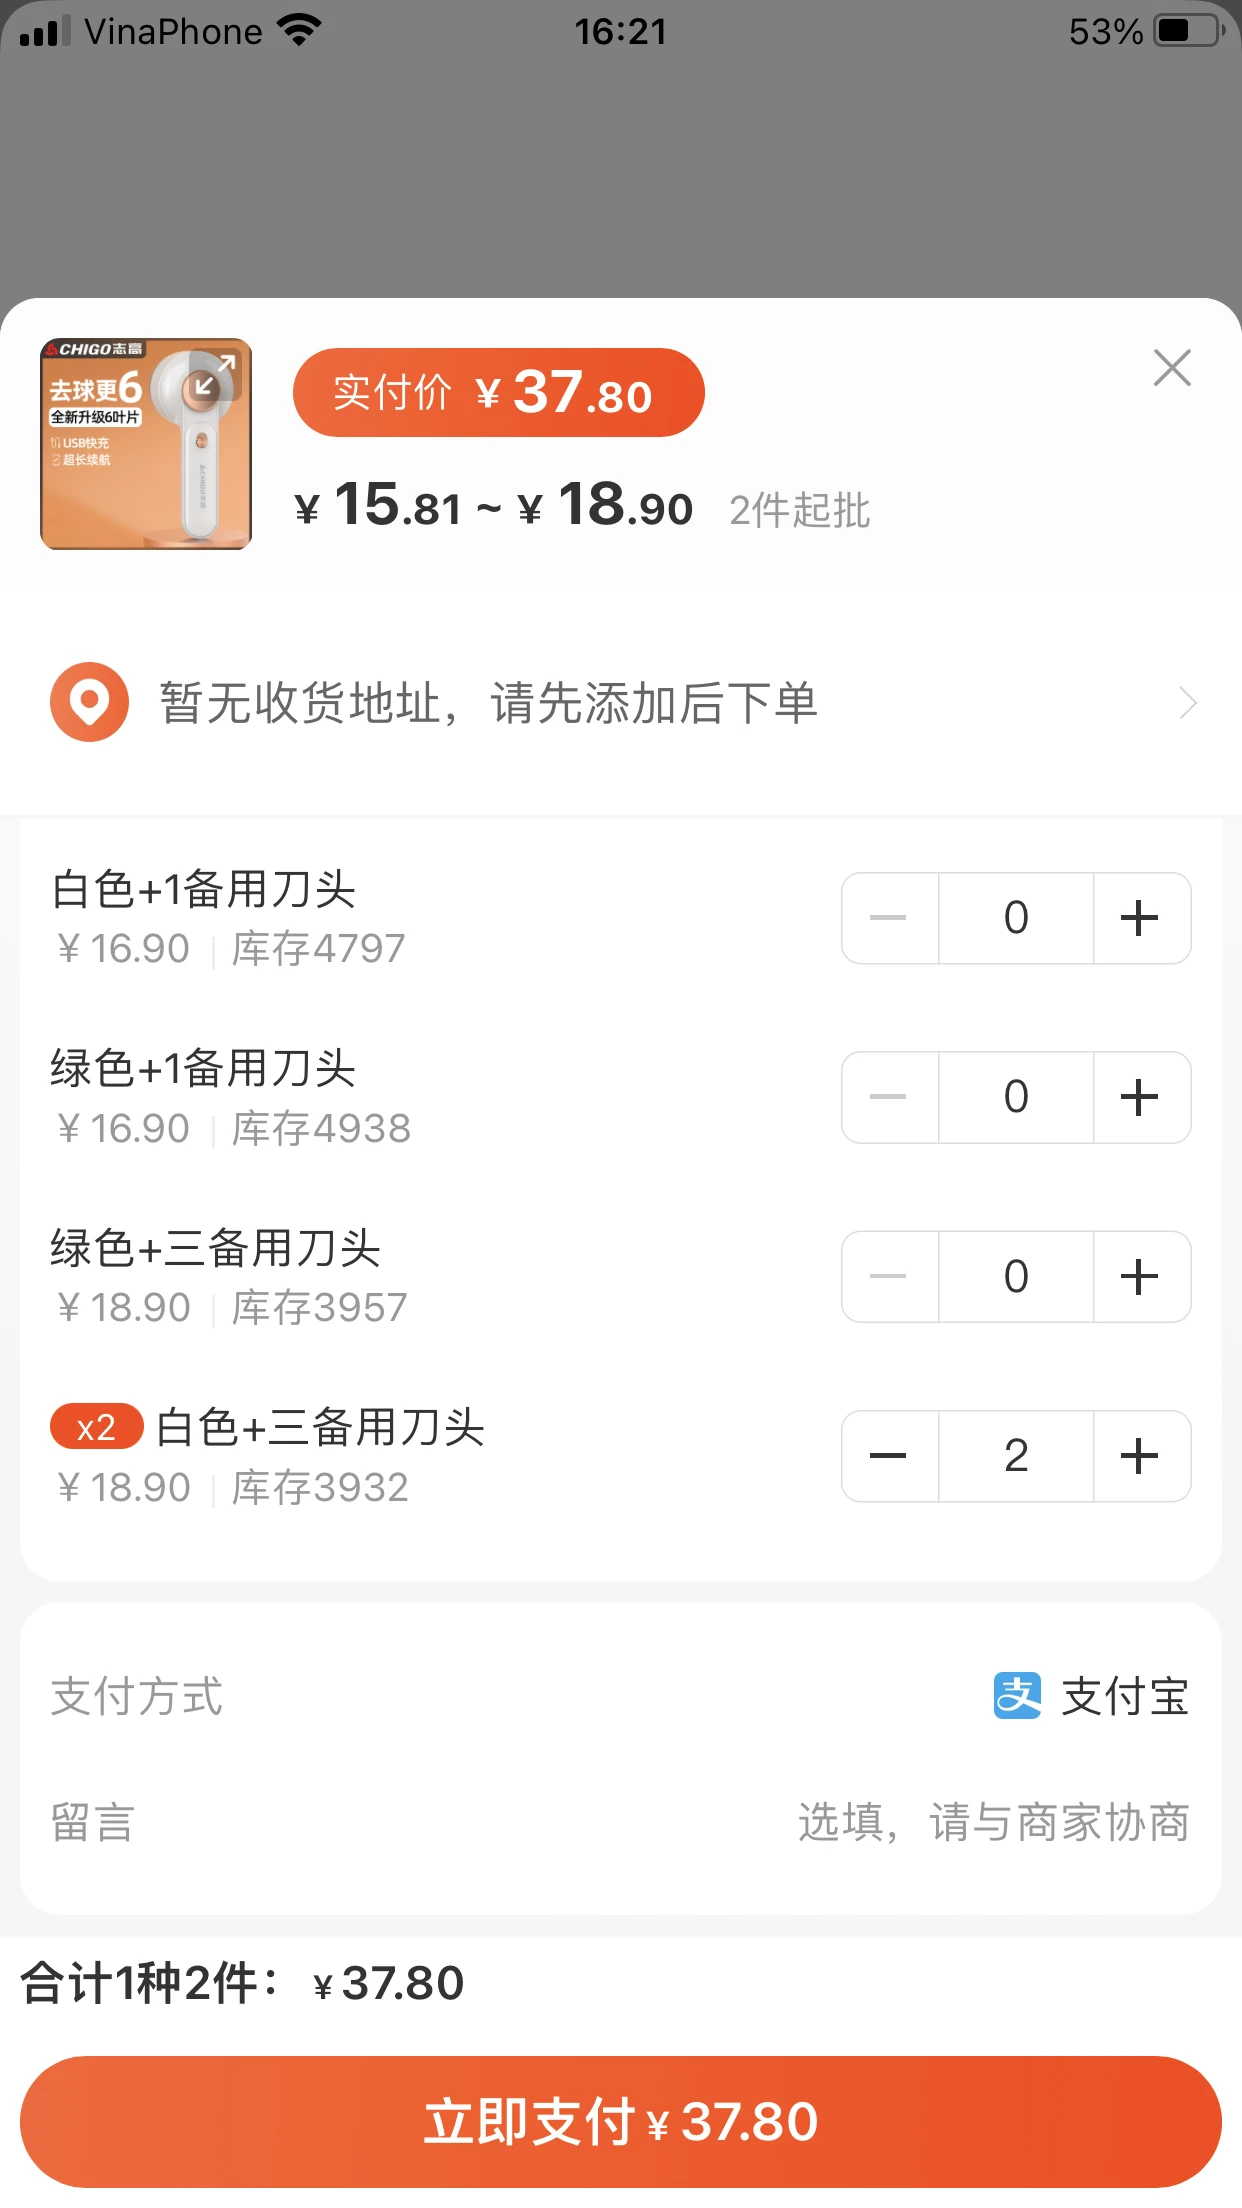 VinaPhone 16:21 53%
CHIGO志高
去球更6
全新升级6叶片
USB快充
超长续航
CHIGO志高
实付价 ¥37.80
¥15.81 ~ ¥18.90 2件起批
暂无收货地址，请先添加后下单
白色+1备用刀头
¥16.90 库存4797
0
绿色+1备用刀头
¥16.90 库存4938
0
绿色+三备用刀头
¥18.90 库存3957
0
x2 白色+三备用刀头
¥18.90 库存3932
2
支付方式 支 支付宝
留言 选填，请与商家协商
合计1种2件： ¥37.80
立即支付 ¥37.80